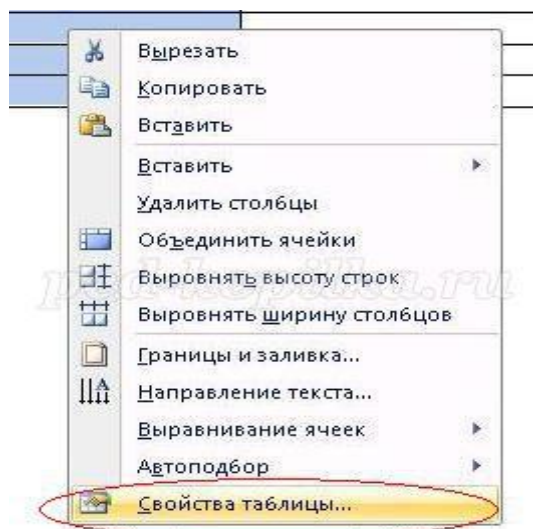 Вырезать
Копировать
Вставить
Вставить
Удалить столбцы
Объединить ячейки
Выровнять высоту строк
Выровнять ширину столбцов
Границы и заливка...
Направление текста...
Выравнивание ячеек
Автоподбор
Свойства таблицы...